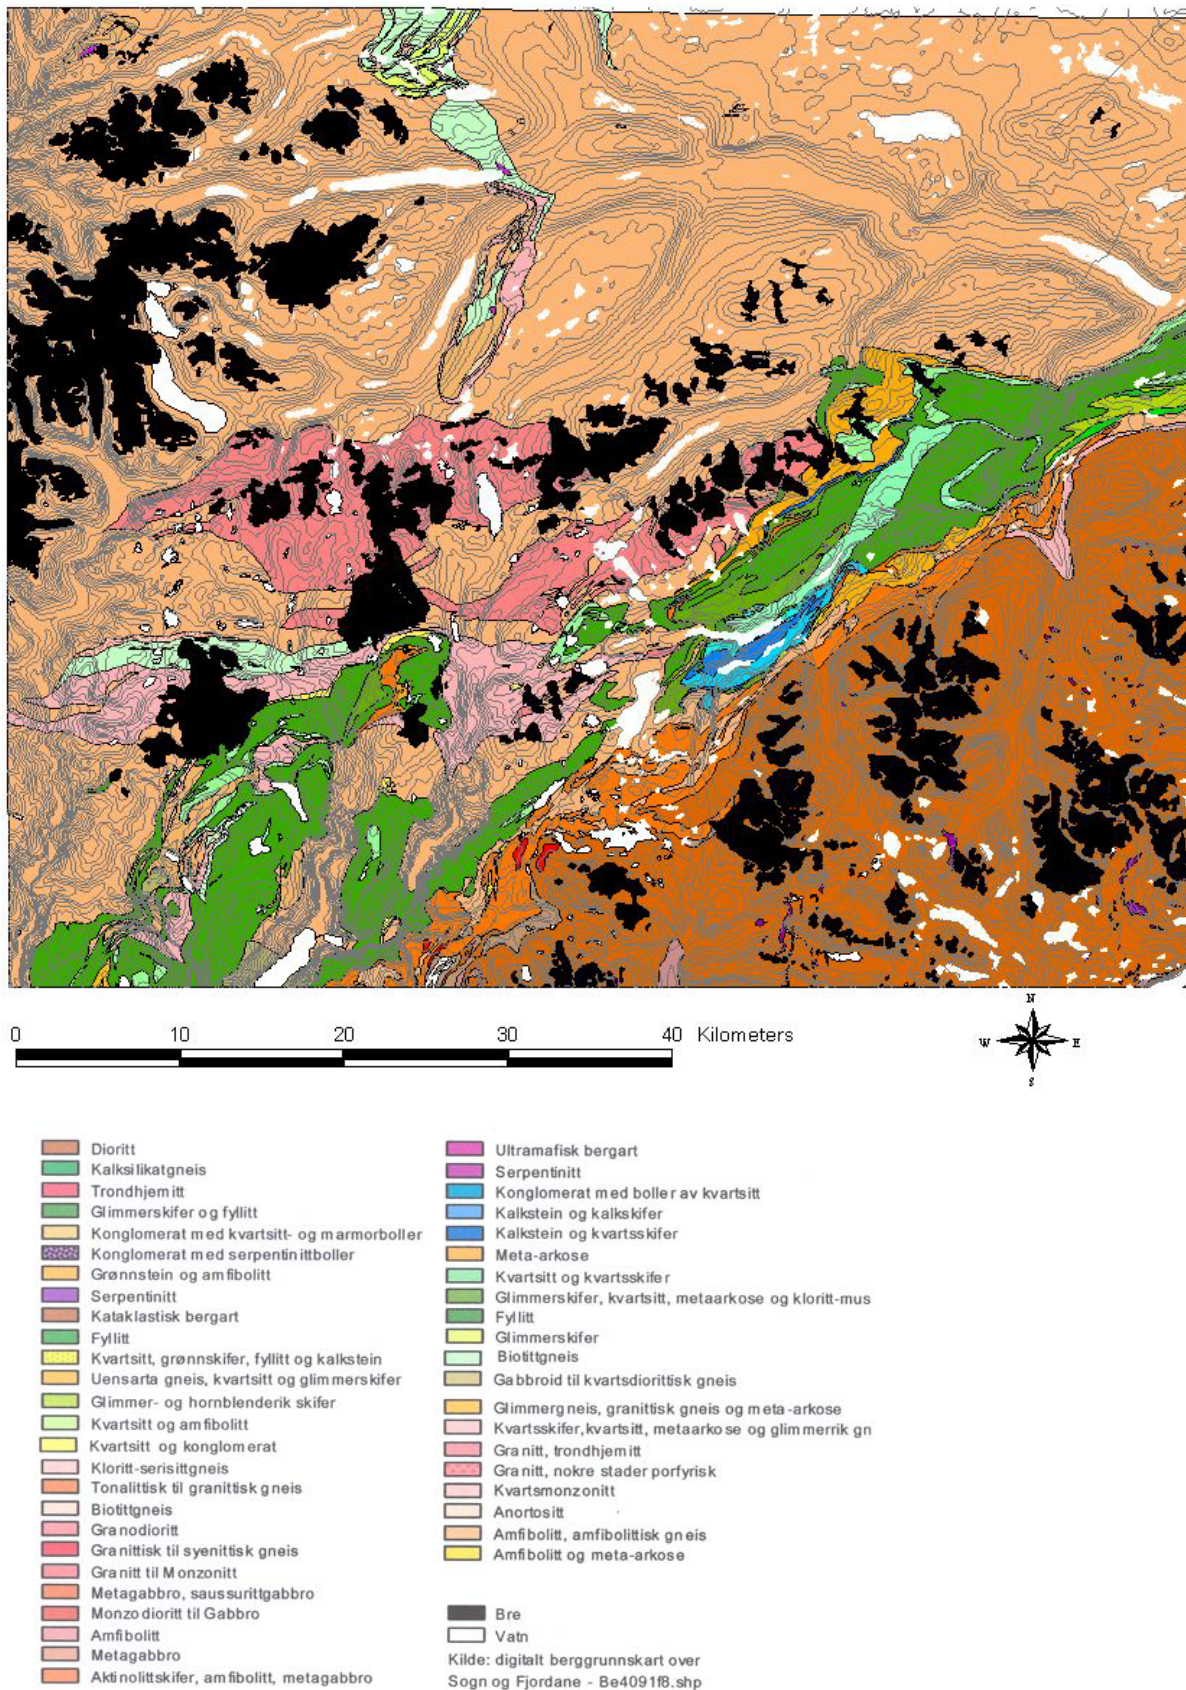 0 10 20 30 40 Kilometers
N
W E
S
Dioritt
Kalksilikatgneis
Trondhjemitt
Glimmerskifer og fyllitt
Konglomerat med kvartsitt- og marmorboller
Konglomerat med serpentinittboller
Grønnstein og amfibolitt
Serpentinitt
Kataklastisk bergart
Fyllitt
Kvartsitt, grønnskifer, fyllitt og kalkstein
Uensarta gneis, kvartsitt og glimmerskifer
Glimmer- og hornblenderik skifer
Kvartsitt og amfibolitt
Kvartsitt og konglomerat
Kloritt-serisittgneis
Tonalittisk til granittisk gneis
Biotittgneis
Granodioritt
Granittisk til syenittisk gneis
Granitt til Monzonitt
Metagabbro, saussurittgabbro
Monzodioritt til Gabbro
Amfibolitt
Metagabbro
Aktinolittskifer, amfibolitt, metagabbro
Ultramafisk bergart
Serpentinitt
Konglomerat med boller av kvartsitt
Kalkstein og kalkskifer
Kalkstein og kvartsskifer
Meta-arkose
Kvartsitt og kvartsskifer
Glimmerskifer, kvartsitt, metaarkose og kloritt-mus
Fyllitt
Glimmerskifer
Biotittgneis
Gabbroid til kvartsdiorittisk gneis
Glimmergneis, granittisk gneis og meta-arkose
Kvartsskifer,kvartsitt, metaarkose og glimmerrik gn
Granitt, trondhjemitt
Granitt, nokre stader porfyrisk
Kvartsmonzonitt
Anortositt
Amfibolitt, amfibolittisk gneis
Amfibolitt og meta-arkose
Bre
Vatn
Kilde: digitalt berggrunnskart over
Sogn og Fjordane - Be4091f8.shp